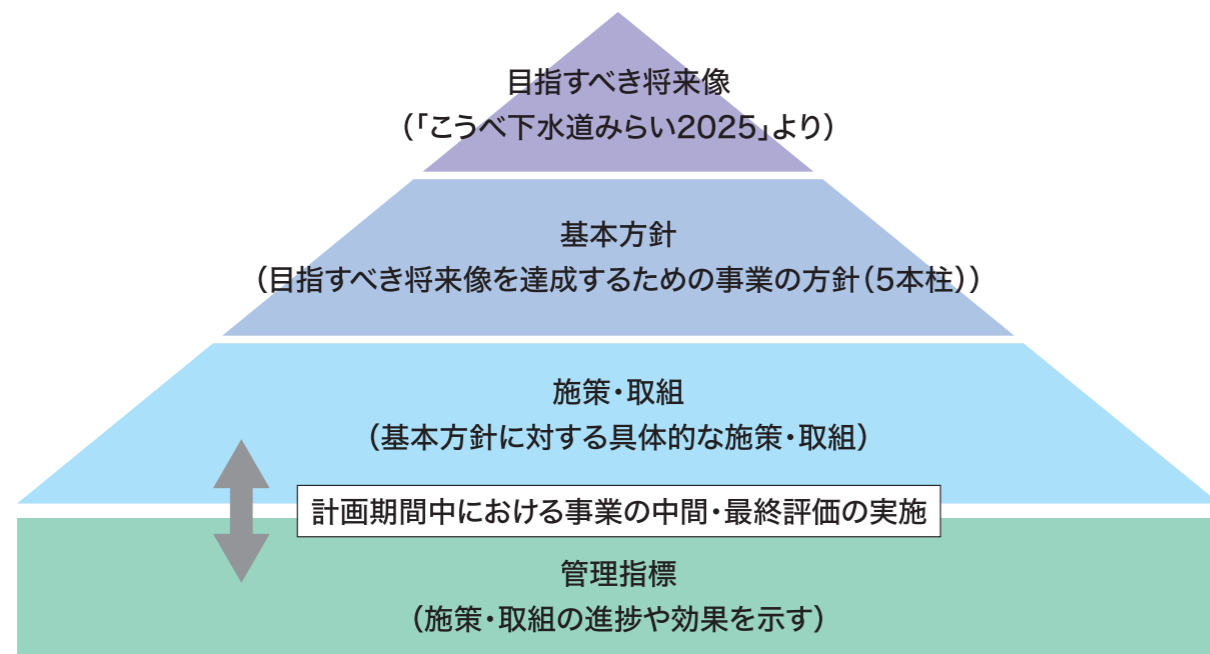 目指すべき将来像
(「こうべ下水道みらい2025」より)
基本方針
(目指すべき将来像を達成するための事業の方針(5本柱))
施策・取組
(基本方針に対する具体的な施策・取組)
計画期間中における事業の中間・最終評価の実施
管理指標
(施策・取組の進捗や効果を示す)